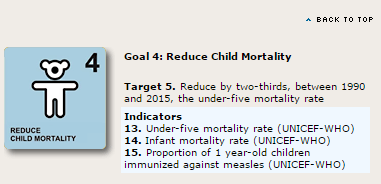 BACK TO TOP
4
REDUCE
CHILD MORTALITY
Goal 4: Reduce Child Mortality
Target 5. Reduce by two-thirds, between 1990
and 2015, the under-five mortality rate
Indicators
13. Under-five mortality rate (UNICEF-WHO)
14. Infant mortality rate (UNICEF-WHO)
15. Proportion of 1 year-old children
immunized against measles (UNICEF-WHO)